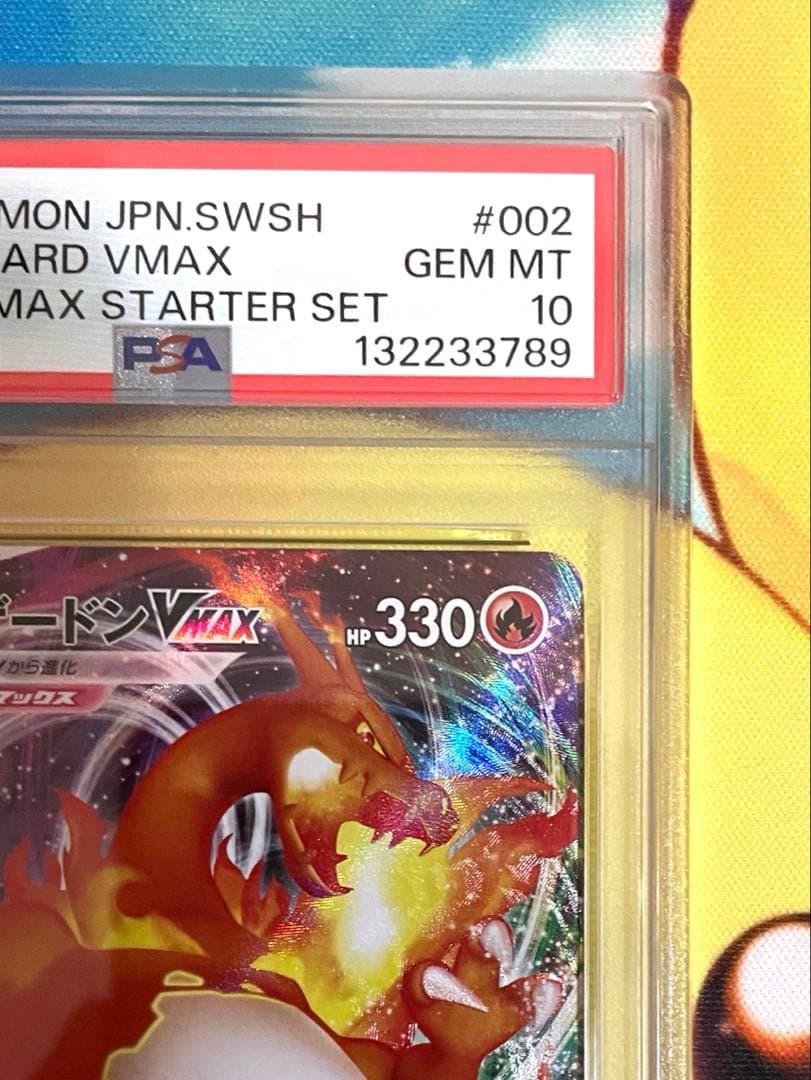 MON JPN.SWSH #002
ARD VMAX GEM MT
MAX STARTER SET 10
PSA 132233789
ードンVMAX HP330
から進化
マックス